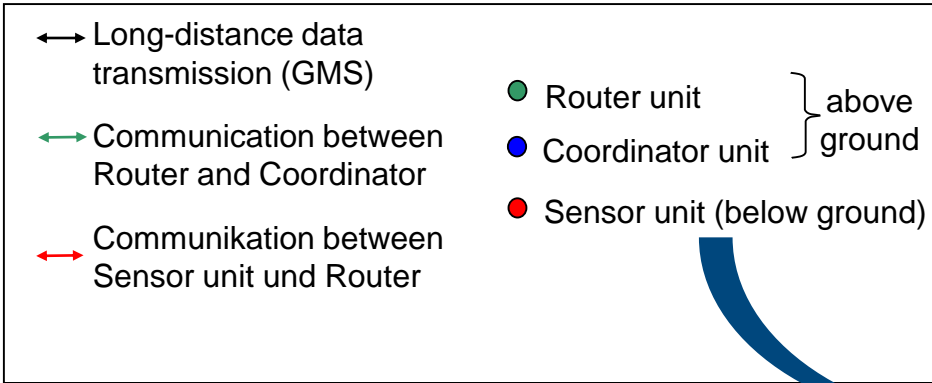 Long-distance data
transmission (GMS)
Communication between
Router and Coordinator
Communikation between
Sensor unit und Router
Router unit
Coordinator unit
above
ground
Sensor unit (below ground)